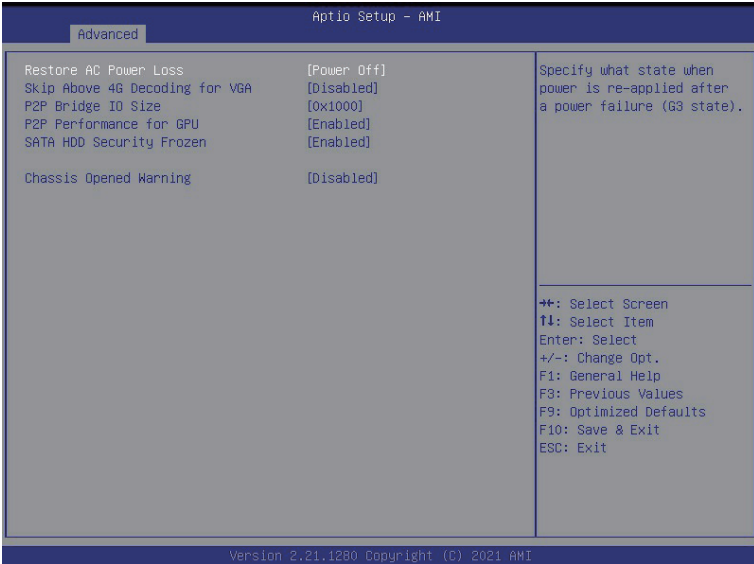 Aptio Setup – AMI
Advanced
Restore AC Power Loss [Power Off]
Skip Above 4G Decoding for VGA [Disabled]
P2P Bridge IO Size [0x1000]
P2P Performance for GPU [Enabled]
SATA HDD Security Frozen [Enabled]
Chassis Opened Warning [Disabled]
Specify what state when
power is re-applied after
a power failure (G3 state).
→←: Select Screen
↑↓: Select Item
Enter: Select
+/-: Change Opt.
F1: General Help
F3: Previous Values
F9: Optimized Defaults
F10: Save & Exit
ESC: Exit
Version 2.21.1280 Copyright (C) 2021 AMI